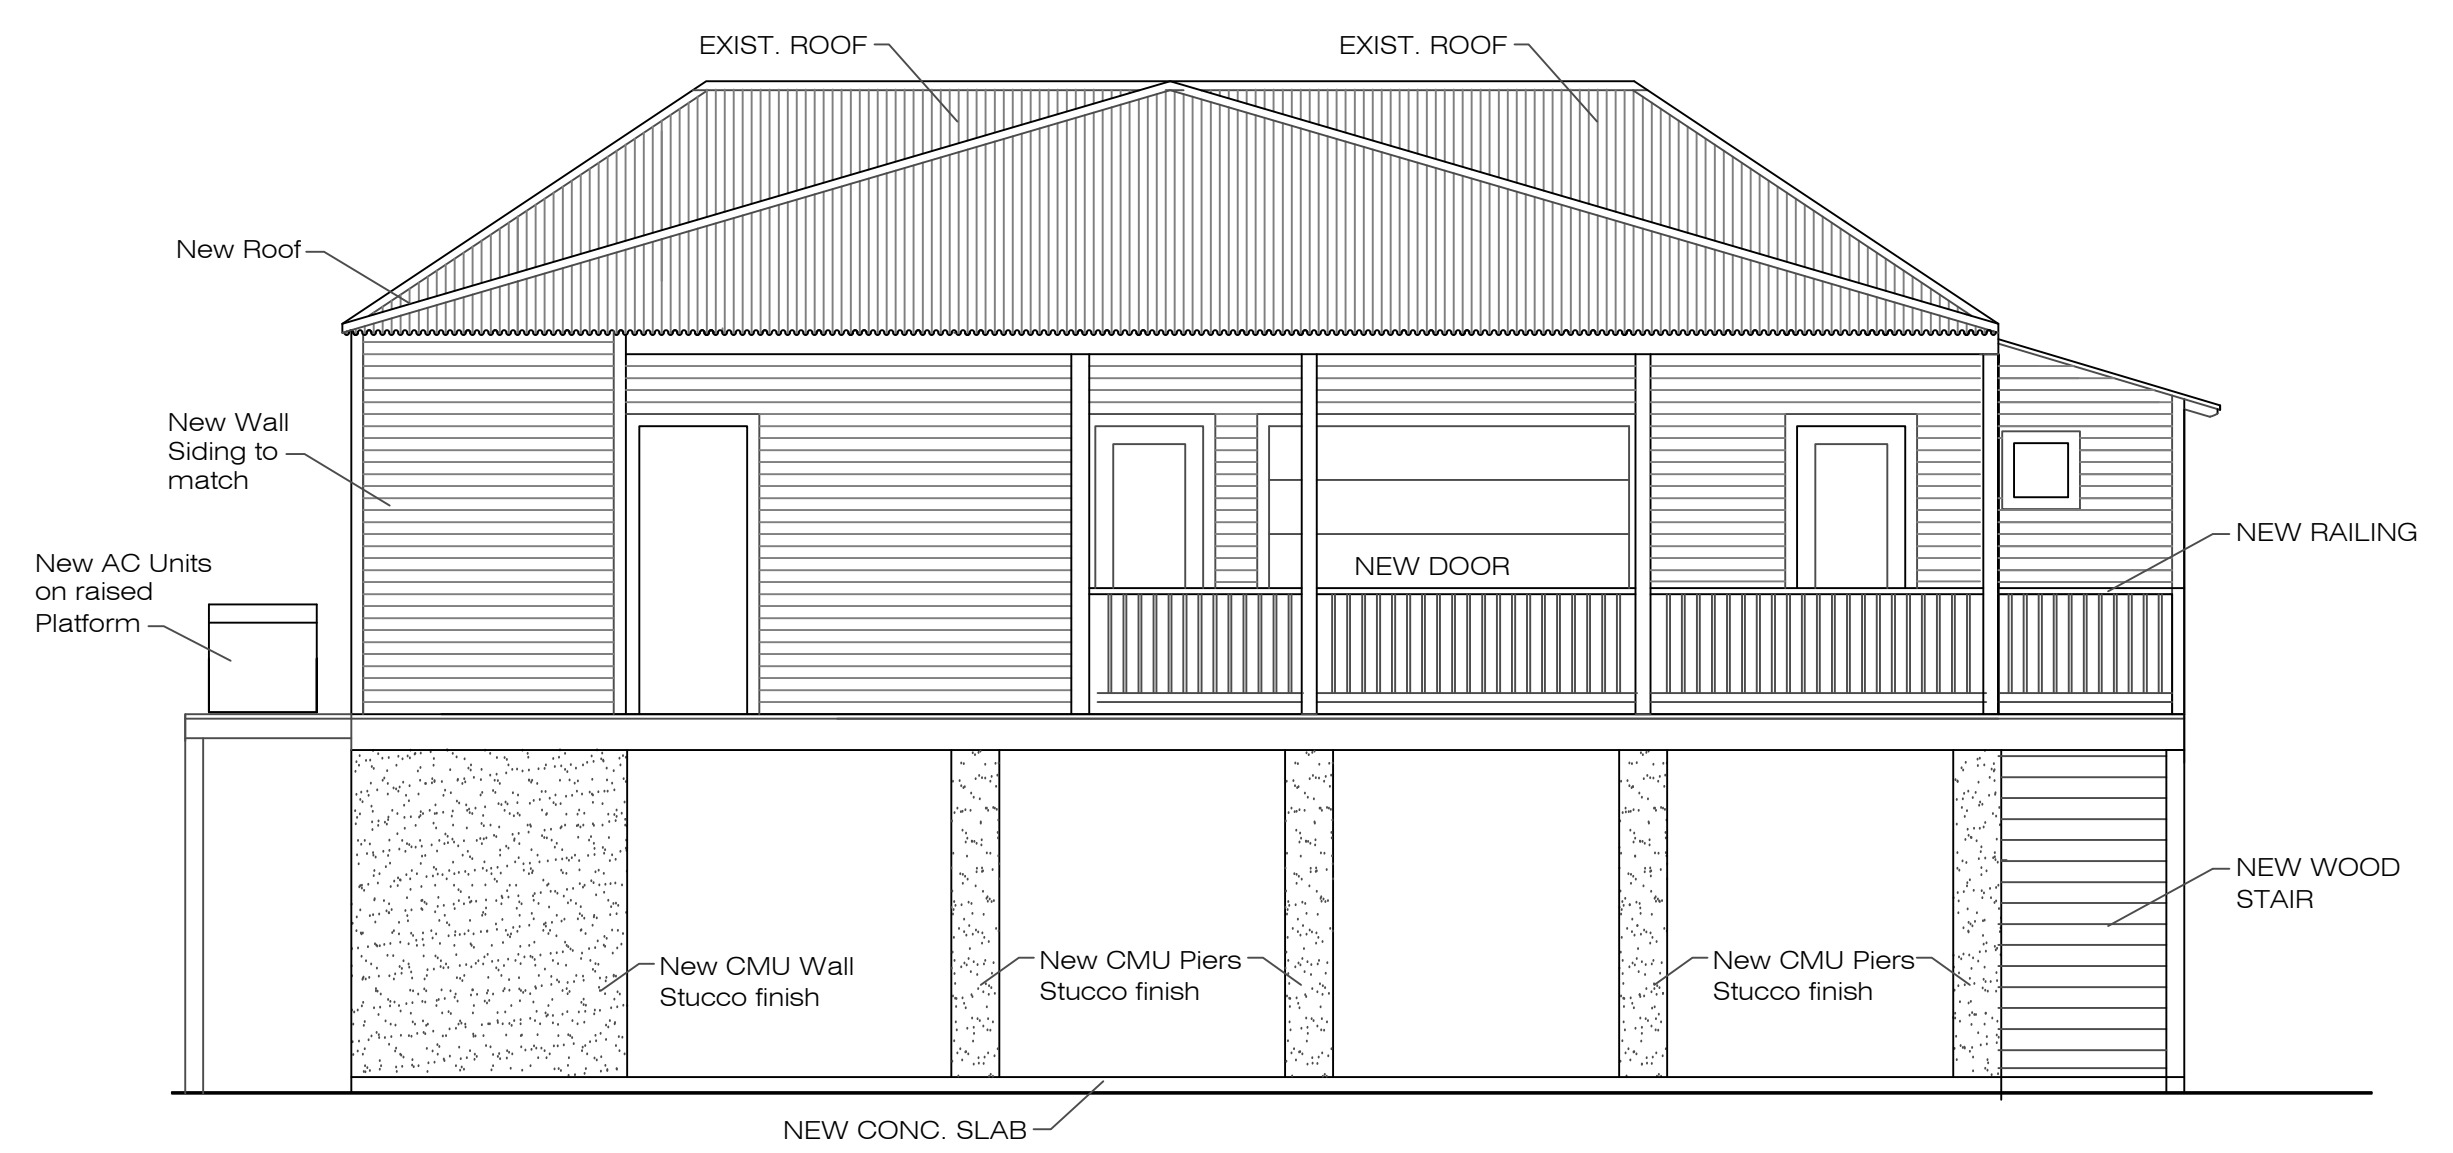 EXIST. ROOF
EXIST. ROOF
New Roof
New Wall
Siding to
match
New AC Units
on raised
Platform
NEW RAILING
NEW DOOR
NEW WOOD
STAIR
New CMU Wall
Stucco finish
New CMU Piers
Stucco finish
New CMU Piers
Stucco finish
NEW CONC. SLAB